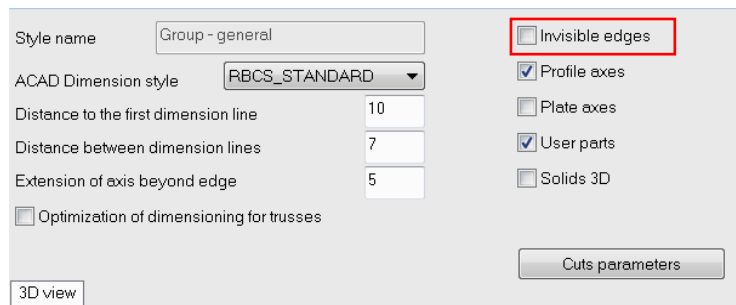 Style name Group - general
ACAD Dimension style RBCS_STANDARD
Distance to the first dimension line 10
Distance between dimension lines 7
Extension of axis beyond edge 5
Optimization of dimensioning for trusses
Invisible edges
Profile axes
Plate axes
User parts
Solids 3D
Cuts parameters
3D view